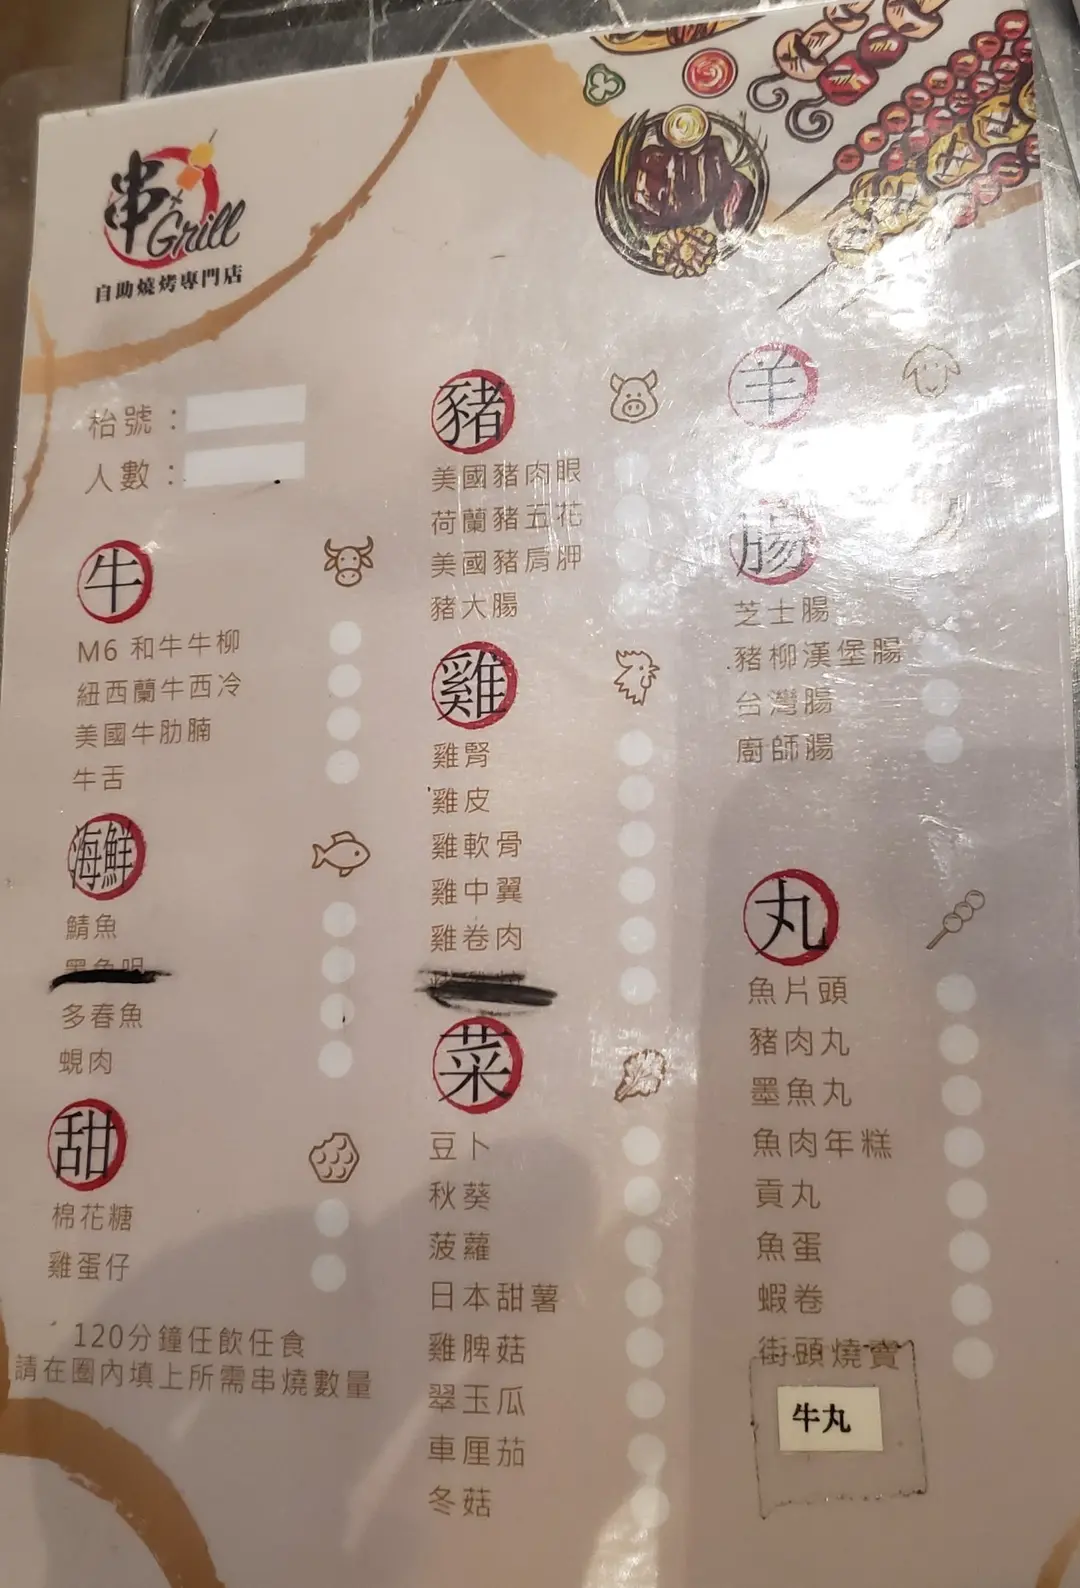 串
Grill
自助燒烤專門店
枱號：
人數：
牛
M6 和牛牛柳
紐西蘭牛西冷
美國牛肋腩
牛舌
海鮮
鯖魚
多春魚
蜆肉
甜
棉花糖
雞蛋仔
120分鐘任飲任食
請在圈內填上所需串燒數量
豬
美國豬肉眼
荷蘭豬五花
美國豬肩胛
豬大腸
雞
雞腎
雞皮
雞軟骨
雞中翼
雞卷肉
菜
豆卜
秋葵
菠蘿
日本甜薯
雞脾菇
翠玉瓜
車厘茄
冬菇
羊
腸
芝士腸
豬柳漢堡腸
台灣腸
廚師腸
丸
魚片頭
豬肉丸
墨魚丸
魚肉年糕
貢丸
魚蛋
蝦卷
街頭燒賣
牛丸